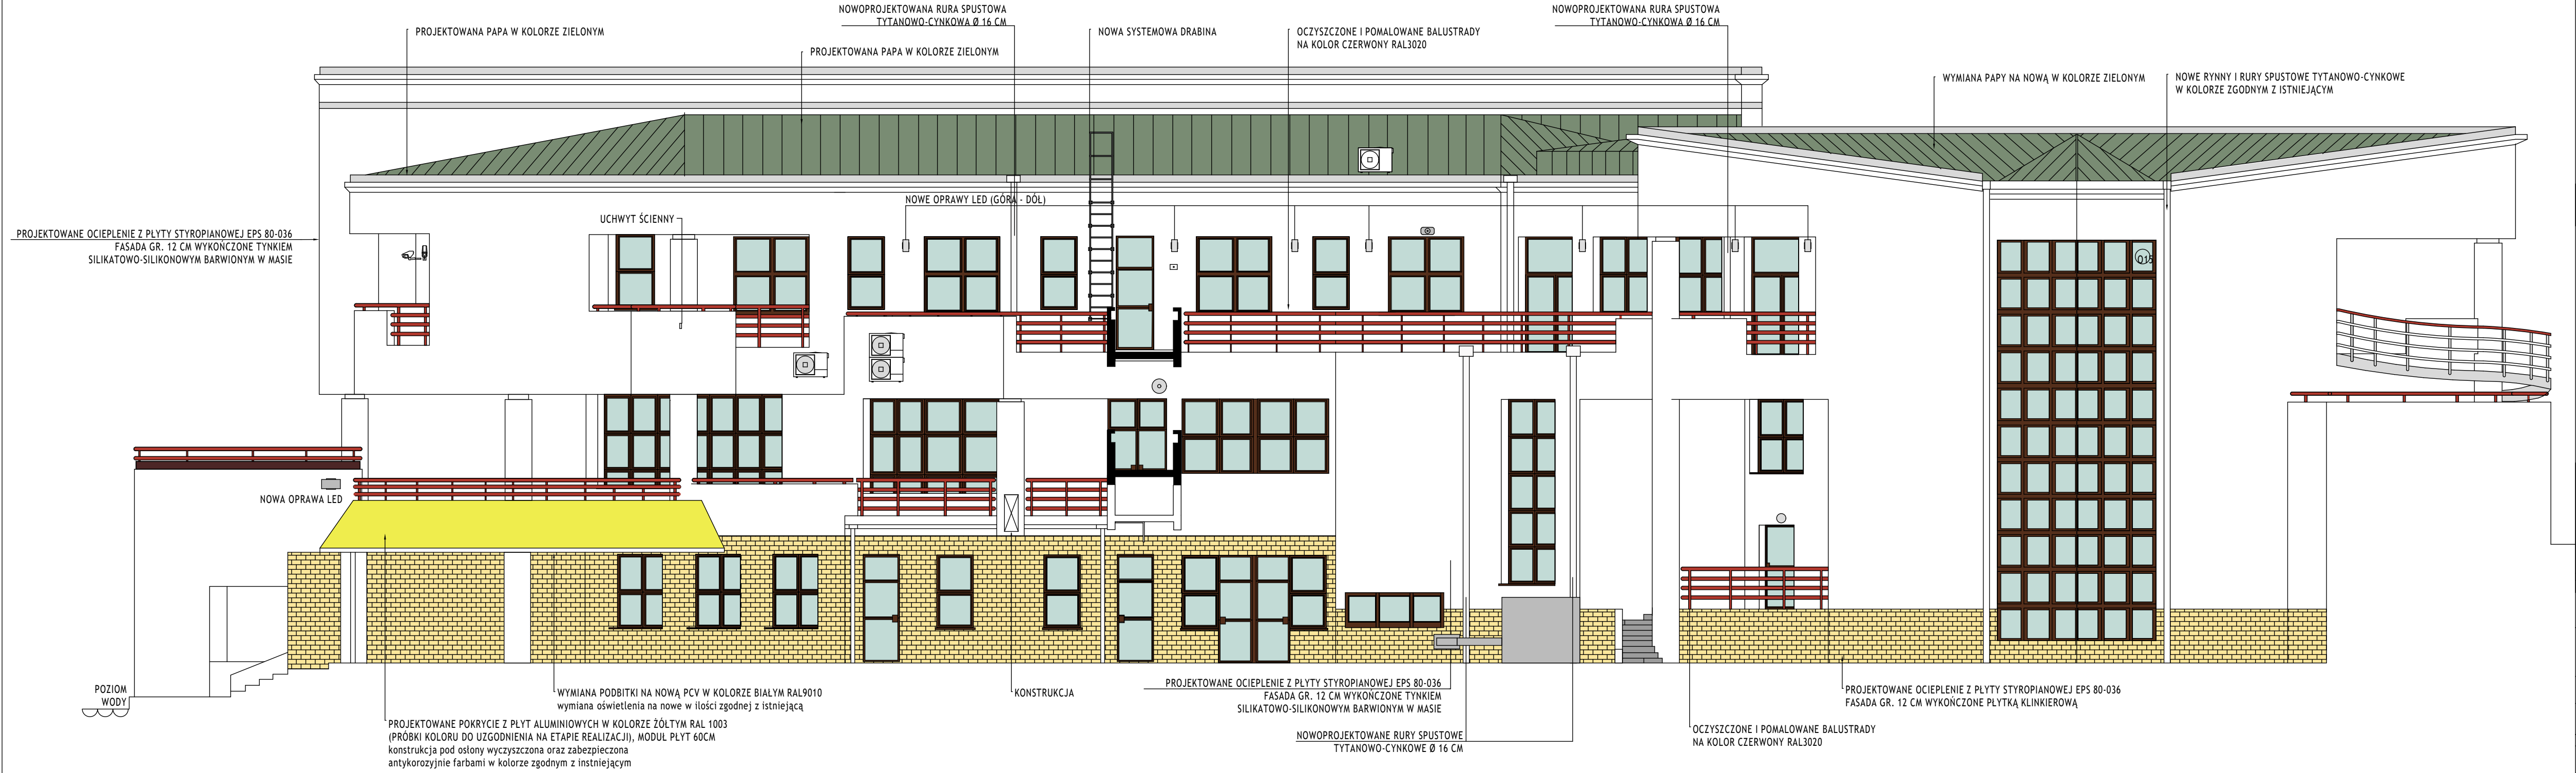 NOWOPROJEKTOWANA RURA SPUSTOWA
TYTANOWO-CYNKOWA Ø 16 CM
NOWOPROJEKTOWANA RURA SPUSTOWA
TYTANOWO-CYNKOWA Ø 16 CM
PROJEKTOWANA PAPA W KOLORZE ZIELONYM
NOWA SYSTEMOWA DRABINA
OCZYSZCZONE I POMALOWANE BALUSTRADY
NA KOLOR CZERWONY RAL3020
PROJEKTOWANA PAPA W KOLORZE ZIELONYM
WYMIANA PAPY NA NOWĄ W KOLORZE ZIELONYM
NOWE RYNNY I RURY SPUSTOWE TYTANOWO-CYNKOWE
W KOLORZE ZGODNYM Z ISTNIEJĄCYM
NOWE OPRAWY LED (GÓRA - DÓŁ)
UCHWYT ŚCIENNY
PROJEKTOWANE OCIEPLENIE Z PŁYTY STYROPIANOWEJ EPS 80-036
FASADA GR. 12 CM WYKOŃCZONE TYNKIEM
SILIKATOWO-SILIKONOWYM BARWIONYM W MASIE
O15
NOWA OPRAWA LED
POZIOM
WODY
WYMIANA PODBITKI NA NOWĄ PCV W KOLORZE BIAŁYM RAL9010
wymiana oświetlenia na nowe w ilości zgodnej z istniejącą
KONSTRUKCJA
PROJEKTOWANE OCIEPLENIE Z PŁYTY STYROPIANOWEJ EPS 80-036
FASADA GR. 12 CM WYKOŃCZONE TYNKIEM
SILIKATOWO-SILIKONOWYM BARWIONYM W MASIE
PROJEKTOWANE OCIEPLENIE Z PŁYTY STYROPIANOWEJ EPS 80-036
FASADA GR. 12 CM WYKOŃCZONE PŁYTKĄ KLINKIEROWĄ
PROJEKTOWANE POKRYCIE Z PŁYT ALUMINIOWYCH W KOLORZE ŻÓŁTYM RAL 1003
(PRÓBKI KOLORU DO UZGODNIENIA NA ETAPIE REALIZACJI), MODUŁ PŁYT 60CM
konstrukcja pod osłony wyczyszczona oraz zabezpieczona
antykorozyjnie farbami w kolorze zgodnym z instniejącym
NOWOPROJEKTOWANE RURY SPUSTOWE
TYTANOWO-CYNKOWE Ø 16 CM
OCZYSZCZONE I POMALOWANE BALUSTRADY
NA KOLOR CZERWONY RAL3020